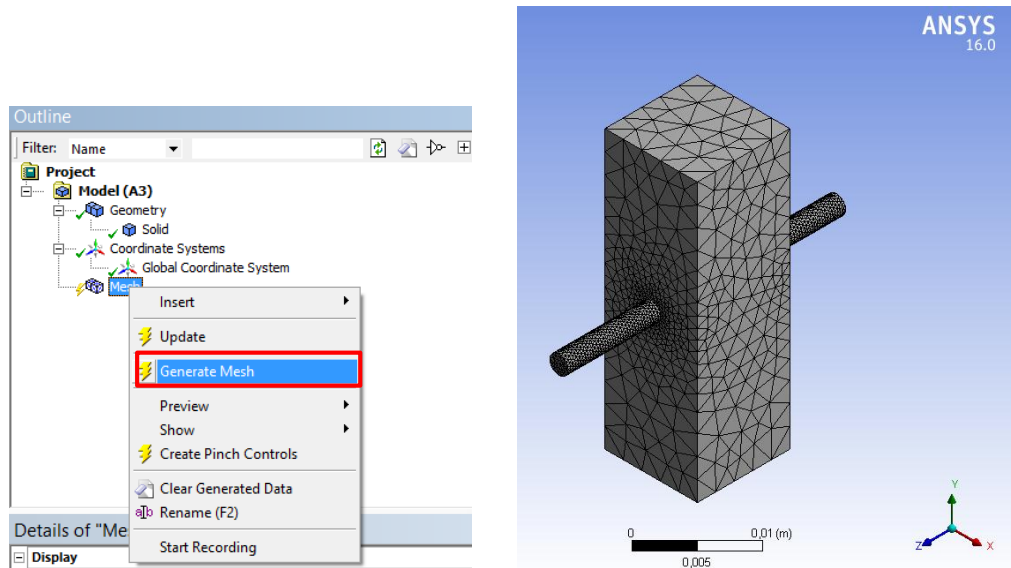 Outline
Filter: Name
Project
Model (A3)
Geometry
Solid
Coordinate Systems
Global Coordinate System
Mesh
Insert
Update
Generate Mesh
Preview
Show
Create Pinch Controls
Clear Generated Data
Rename (F2)
Start Recording
Details of "Me
Display
ANSYS
16.0
0
0,01 (m)
0,005
Y
Z
X